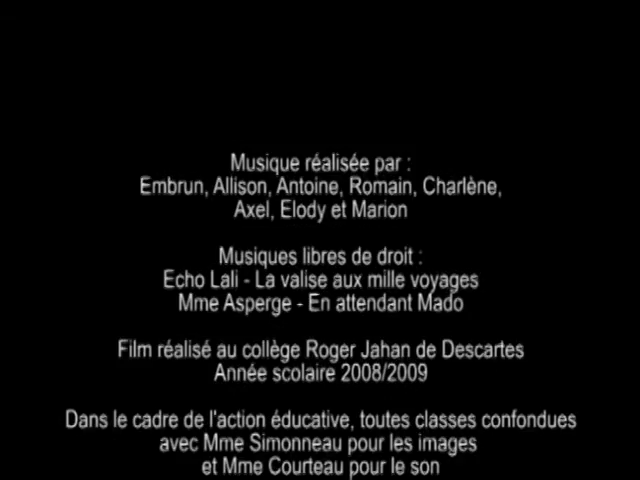 Musique réalisée par :
Embrun, Allison, Antoine, Romain, Charlène,
Axel, Elody et Marion
Musiques libres de droit :
Echo Lali - La valise aux mille voyages
Mme Asperge - En attendant Mado
Film réalisé au collège Roger Jahan de Descartes
Année scolaire 2008/2009
Dans le cadre de l'action éducative, toutes classes confondues
avec Mme Simonneau pour les images
et Mme Courteau pour le son